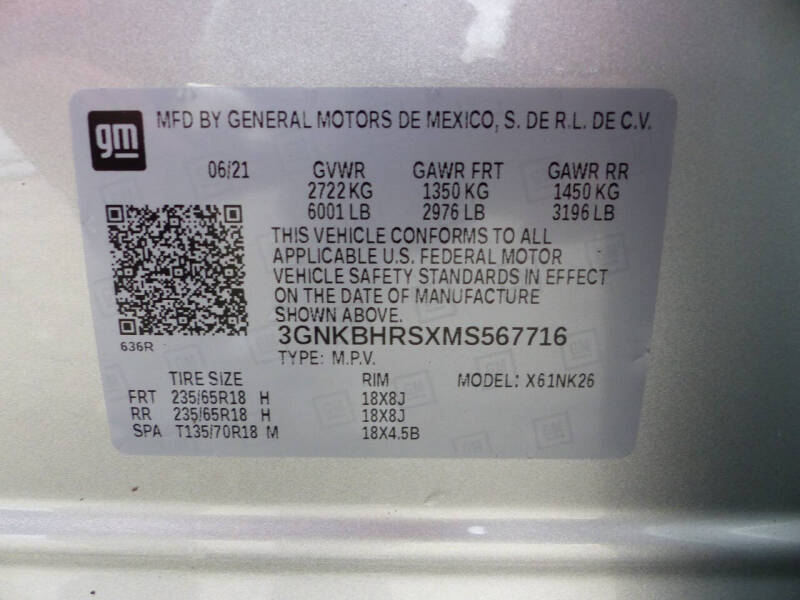 gm MFD BY GENERAL MOTORS DE MEXICO, S. DE R.L. DE C.V.
06/21 GVWR GAWR FRT GAWR RR
2722 KG 1350 KG 1450 KG
6001 LB 2976 LB 3196 LB
THIS VEHICLE CONFORMS TO ALL
APPLICABLE U.S. FEDERAL MOTOR
VEHICLE SAFETY STANDARDS IN EFFECT
ON THE DATE OF MANUFACTURE
SHOWN ABOVE.
3GNKBHRSXMS567716
636R
TYPE: M.P.V.
TIRE SIZE RIM MODEL: X61NK26
FRT 235/65R18 H 18X8J
RR 235/65R18 H 18X8J
SPA T135/70R18 M 18X4.5B